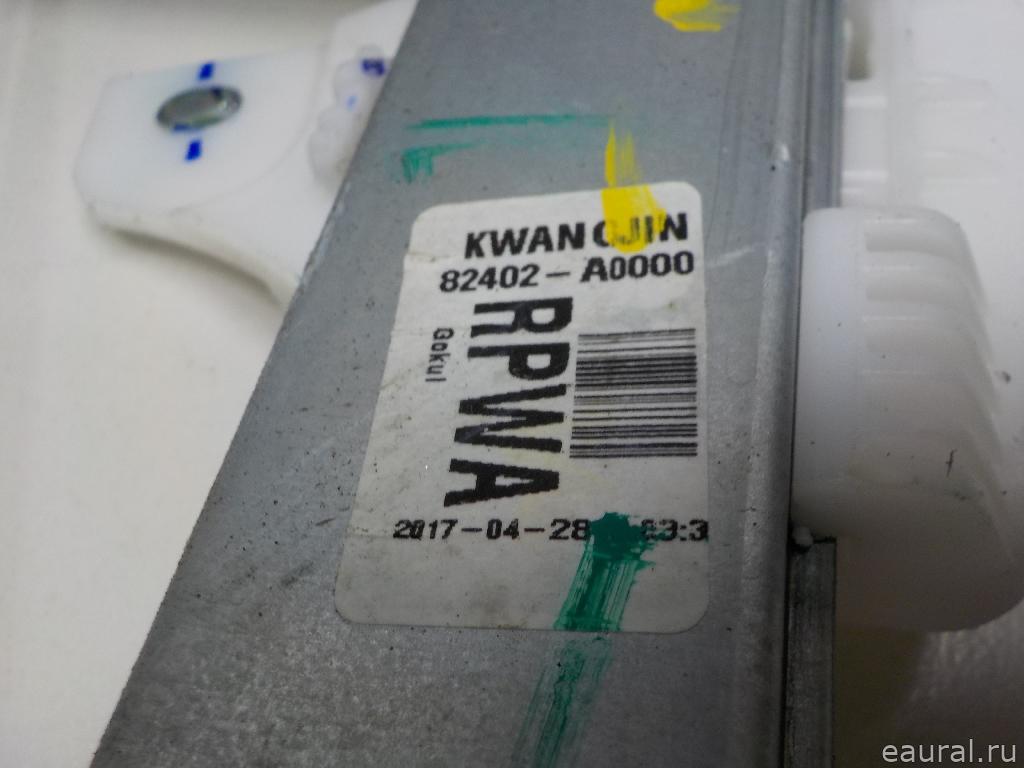 KWANGJIN
82402-A0000
RPWA
Gokul
2017-04-28
eaural.ru